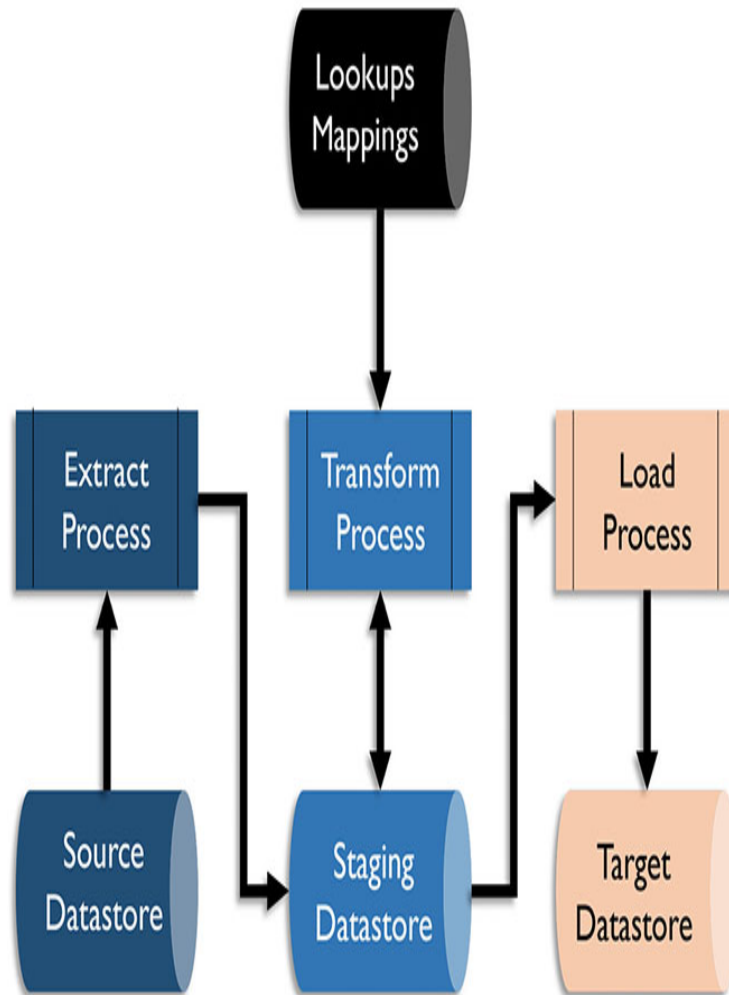 Lookups
Mappings
Extract
Process
Transform
Process
Load
Process
Source
Datastore
Staging
Datastore
Target
Datastore